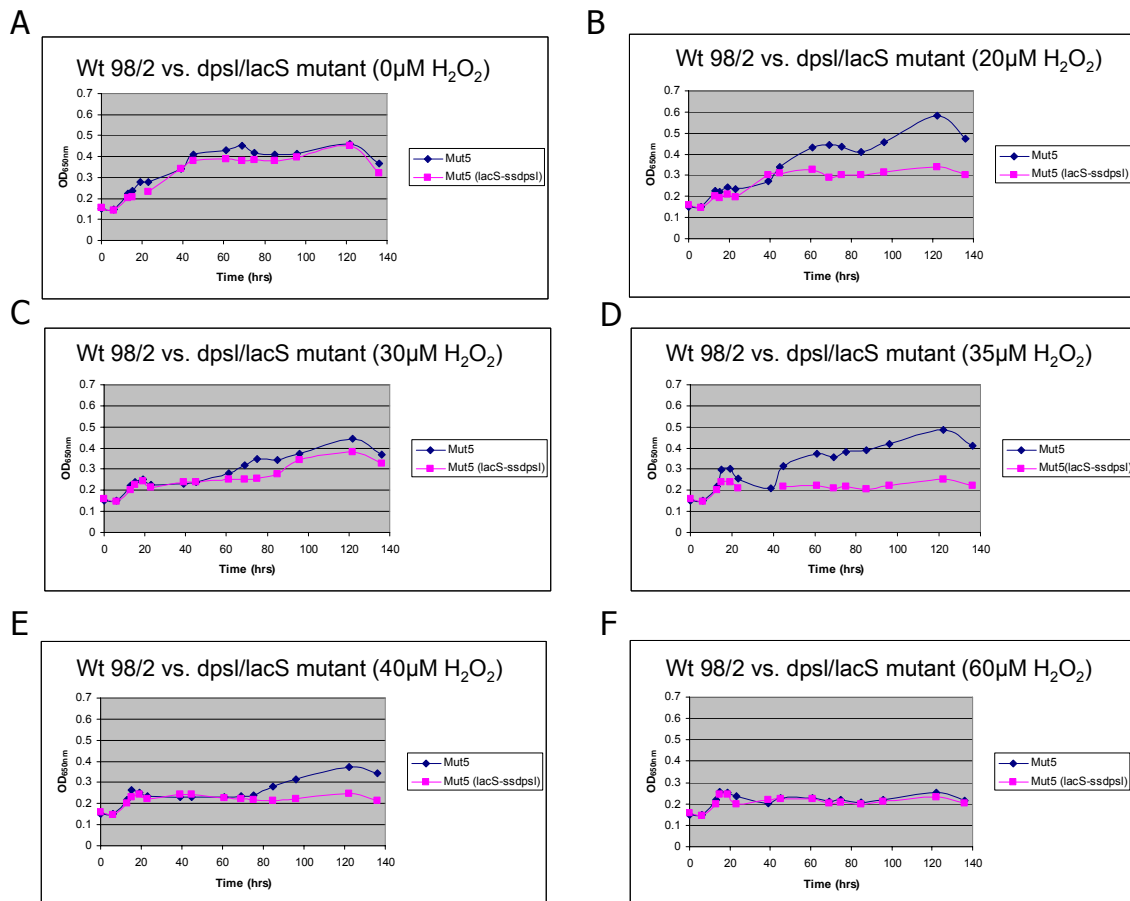 A
Wt 98/2 vs. dpsl/lacS mutant (0µM H₂O₂)
0.7
0.6
0.5
0.4
0.3
0.2
0.1
0
OD650nm
0 20 40 60 80 100 120 140
Time (hrs)
Mut5
Mut5 (lacS-ssdpsl)
B
Wt 98/2 vs. dpsl/lacS mutant (20µM H₂O₂)
0.7
0.6
0.5
0.4
0.3
0.2
0.1
0
OD650nm
0 20 40 60 80 100 120 140
Time (hrs)
Mut5
Mut5 (lacS-ssdpsl)
C
Wt 98/2 vs. dpsl/lacS mutant (30µM H₂O₂)
0.7
0.6
0.5
0.4
0.3
0.2
0.1
0
OD650nm
0 20 40 60 80 100 120 140
Time (hrs)
Mut5
Mut5 (lacS-ssdpsl)
D
Wt 98/2 vs. dpsl/lacS mutant (35µM H₂O₂)
0.7
0.6
0.5
0.4
0.3
0.2
0.1
0
OD650nm
0 20 40 60 80 100 120 140
Time (hrs)
Mut5
Mut5(lacS-ssdpsl)
E
Wt 98/2 vs. dpsl/lacS mutant (40µM H₂O₂)
0.7
0.6
0.5
0.4
0.3
0.2
0.1
0
OD650nm
0 20 40 60 80 100 120 140
Time (hrs)
Mut5
Mut5 (lacS-ssdpsl)
F
Wt 98/2 vs. dpsl/lacS mutant (60µM H₂O₂)
0.7
0.6
0.5
0.4
0.3
0.2
0.1
0
OD650nm
0 20 40 60 80 100 120 140
Time (hrs)
Mut5
Mut5 (lacS-ssdpsl)